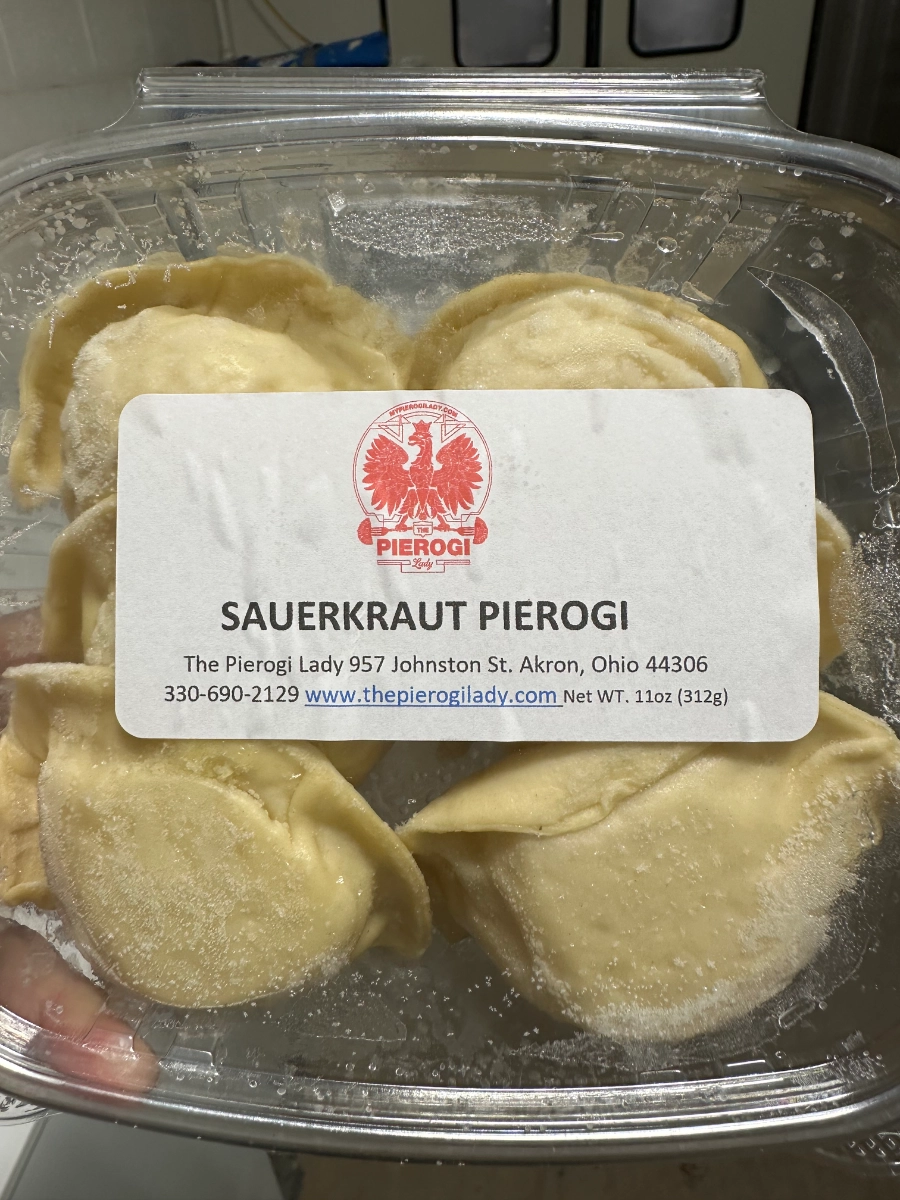 MYPIEROGILADY.COM
THE
PIEROGI
Lady
SAUERKRAUT PIEROGI
The Pierogi Lady 957 Johnston St. Akron, Ohio 44306
330-690-2129 www.thepierogilady.com Net WT. 11oz (312g)